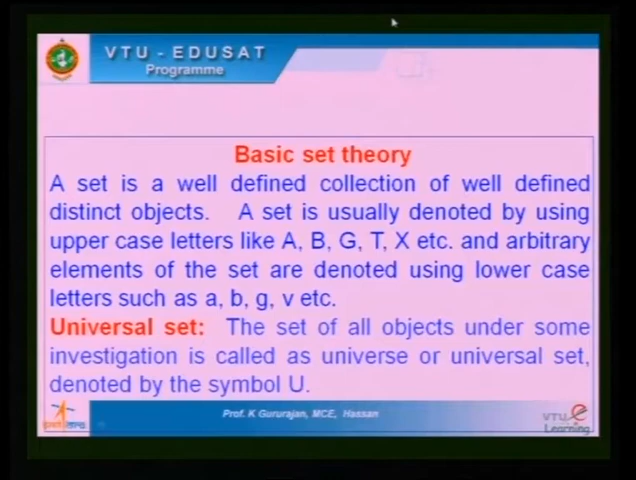 VTU - EDUSAT
Programme
Basic set theory
A set is a well defined collection of well defined
distinct objects. A set is usually denoted by using
upper case letters like A, B, G, T, X etc. and arbitrary
elements of the set are denoted using lower case
letters such as a, b, g, v etc.
Universal set: The set of all objects under some
investigation is called as universe or universal set,
denoted by the symbol U.
Prof. K Gururajan, MCE, Hassan
VTU e
Learning